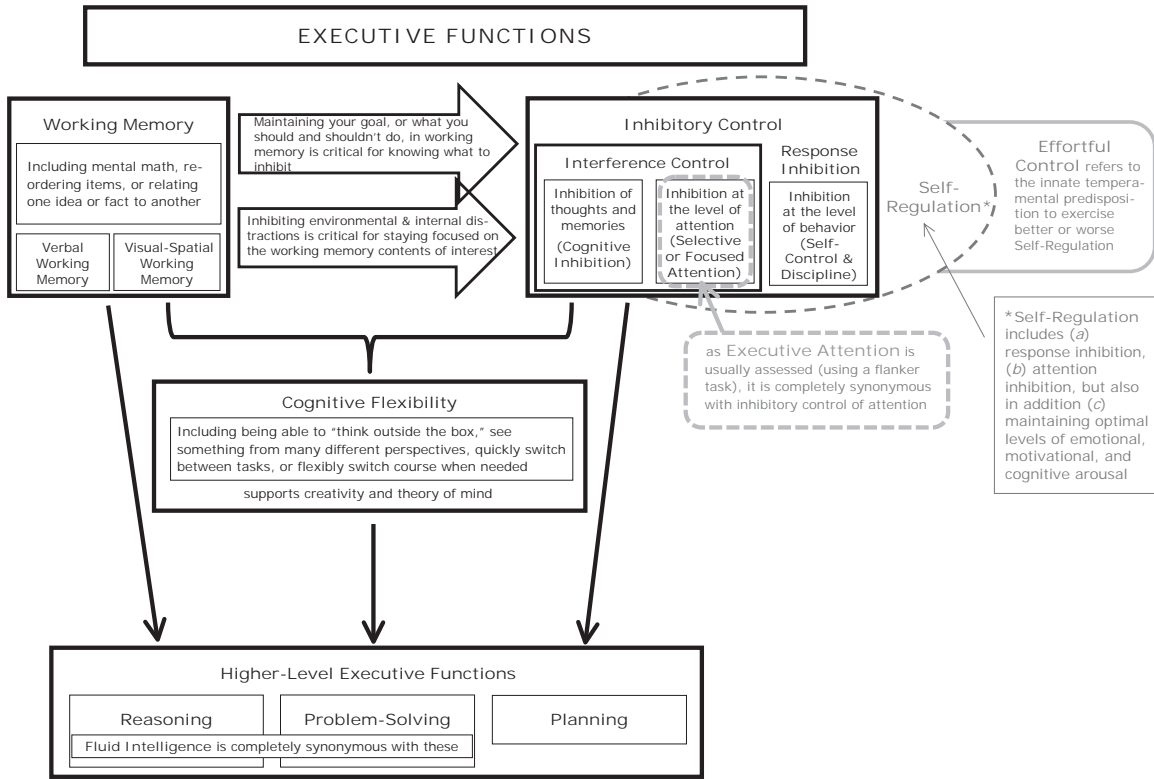 EXECUTIVE FUNCTIONS
Working Memory
Including mental math, re-
ordering items, or relating
one idea or fact to another
Verbal
Working
Memory
Visual-Spatial
Working
Memory
Maintaining your goal, or what you
should and shouldn't do, in working
memory is critical for knowing what to
inhibit
Inhibiting environmental & internal dis-
tractions is critical for staying focused on
the working memory contents of interest
Inhibitory Control
Interference Control
Inhibition of
thoughts and
memories
(Cognitive
Inhibition)
Inhibition at
the level of
attention
(Selective
or Focused
Attention)
Response
Inhibition
Inhibition
at the level
of behavior
(Self-
Control &
Discipline)
Self-
Regulation*
Effortful
Control refers to
the innate tempera-
mental predisposi-
tion to exercise
better or worse
Self-Regulation
as Executive Attention is
usually assessed (using a flanker
task), it is completely synonymous
with inhibitory control of attention
*Self-Regulation
includes (a)
response inhibition,
(b) attention
inhibition, but also
in addition (c)
maintaining optimal
levels of emotional,
motivational, and
cognitive arousal
Cognitive Flexibility
Including being able to "think outside the box," see
something from many different perspectives, quickly switch
between tasks, or flexibly switch course when needed
supports creativity and theory of mind
Higher-Level Executive Functions
Reasoning
Problem-Solving
Planning
Fluid Intelligence is completely synonymous with these